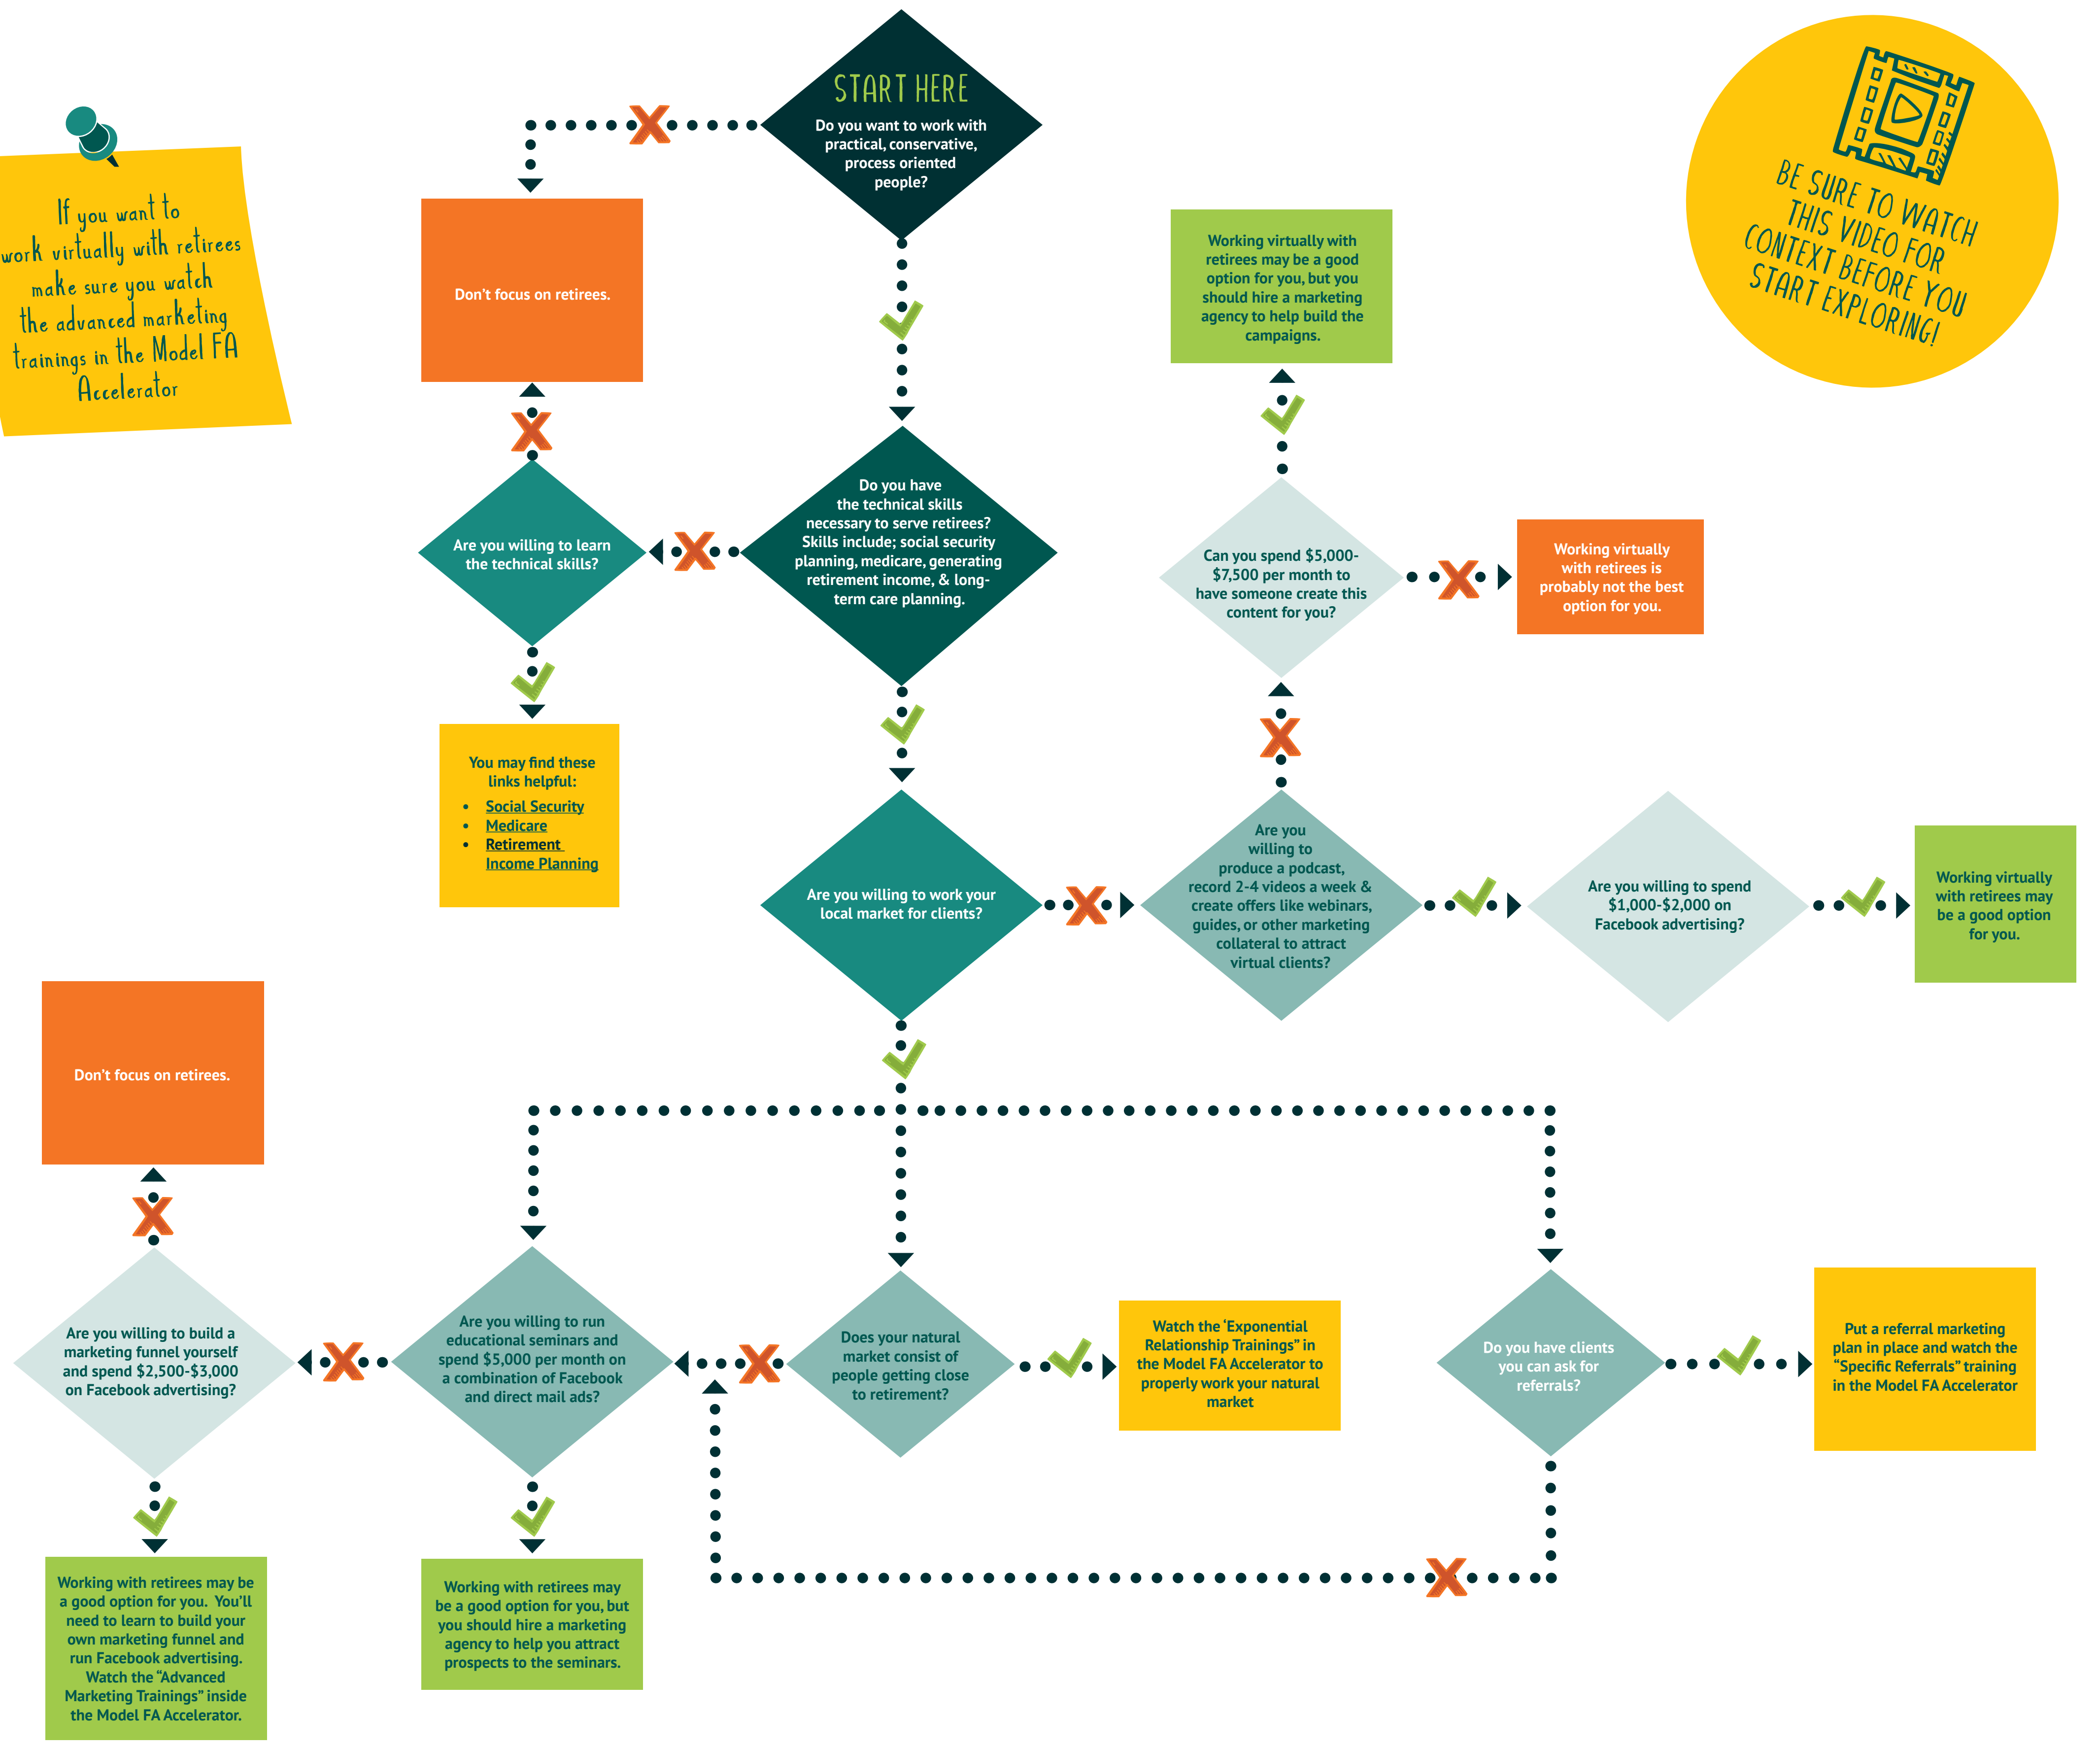 START HERE
Do you want to work with
practical, conservative,
process oriented
people?
BE SURE TO WATCH
THIS VIDEO FOR
CONTEXT BEFORE YOU
START EXPLORING!
If you want to
work virtually with retirees
make sure you watch
the advanced marketing
trainings in the Model FA
Accelerator
Don’t focus on retirees.
Working virtually with
retirees may be a good
option for you, but you
should hire a marketing
agency to help build the
campaigns.
Are you willing to learn
the technical skills?
Do you have
the technical skills
necessary to serve retirees?
Skills include; social security
planning, medicare, generating
retirement income, & long-
term care planning.
Can you spend $5,000-
$7,500 per month to
have someone create this
content for you?
Working virtually
with retirees is
probably not the best
option for you.
You may find these
links helpful:
• Social Security
• Medicare
• Retirement
Income Planning
Are you willing to work your
local market for clients?
Are you
willing to
produce a podcast,
record 2-4 videos a week &
create offers like webinars,
guides, or other marketing
collateral to attract
virtual clients?
Are you willing to spend
$1,000-$2,000 on
Facebook advertising?
Working virtually
with retirees may
be a good option
for you.
Don’t focus on retirees.
Are you willing to build a
marketing funnel yourself
and spend $2,500-$3,000
on Facebook advertising?
Are you willing to run
educational seminars and
spend $5,000 per month on
a combination of Facebook
and direct mail ads?
Does your natural
market consist of
people getting close
to retirement?
Watch the ‘Exponential
Relationship Trainings” in
the Model FA Accelerator to
properly work your natural
market
Do you have clients
you can ask for
referrals?
Put a referral marketing
plan in place and watch the
“Specific Referrals” training
in the Model FA Accelerator
Working with retirees may be
a good option for you. You’ll
need to learn to build your
own marketing funnel and
run Facebook advertising.
Watch the “Advanced
Marketing Trainings” inside
the Model FA Accelerator.
Working with retirees may
be a good option for you, but
you should hire a marketing
agency to help you attract
prospects to the seminars.